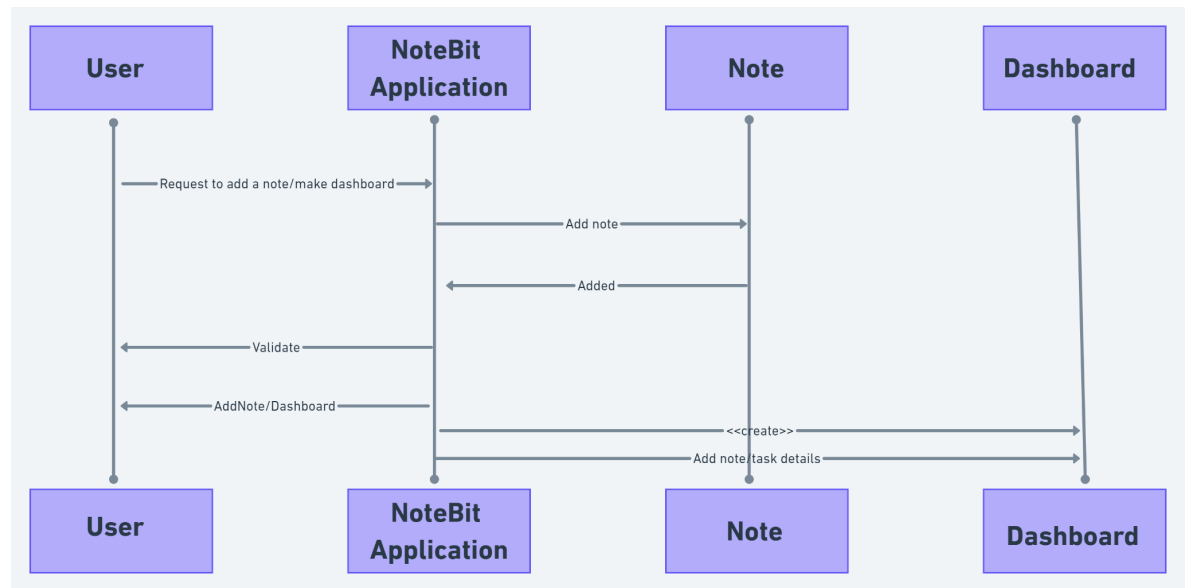 User
NoteBit
Application
Note
Dashboard
Request to add a note/make dashboard
Add note
Added
Validate
AddNote/Dashboard
<<create>>
Add note/task details
User
NoteBit
Application
Note
Dashboard